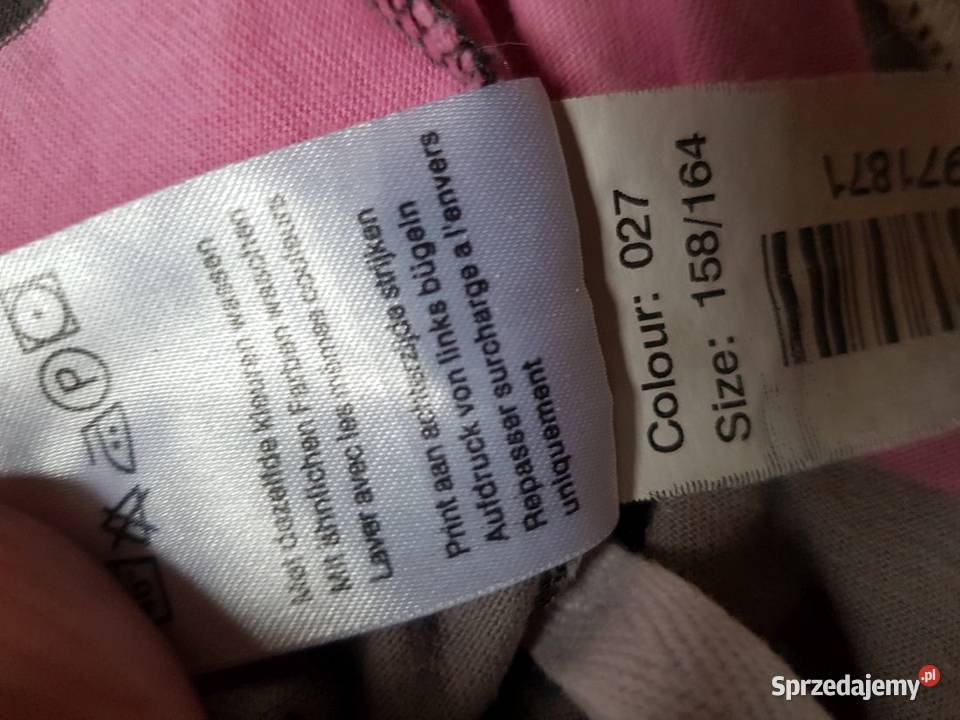 Met dezelfde kleuren wassen
Mit ähnlichen Farben waschen
Laver avec les mêmes couleurs
Print aan achterzijde strijken
Aufdruck von links bügeln
Repasser surcharge a l'envers
uniquement
P
Colour: 027
Size: 158/164
971871
Sprzedajemy.pl